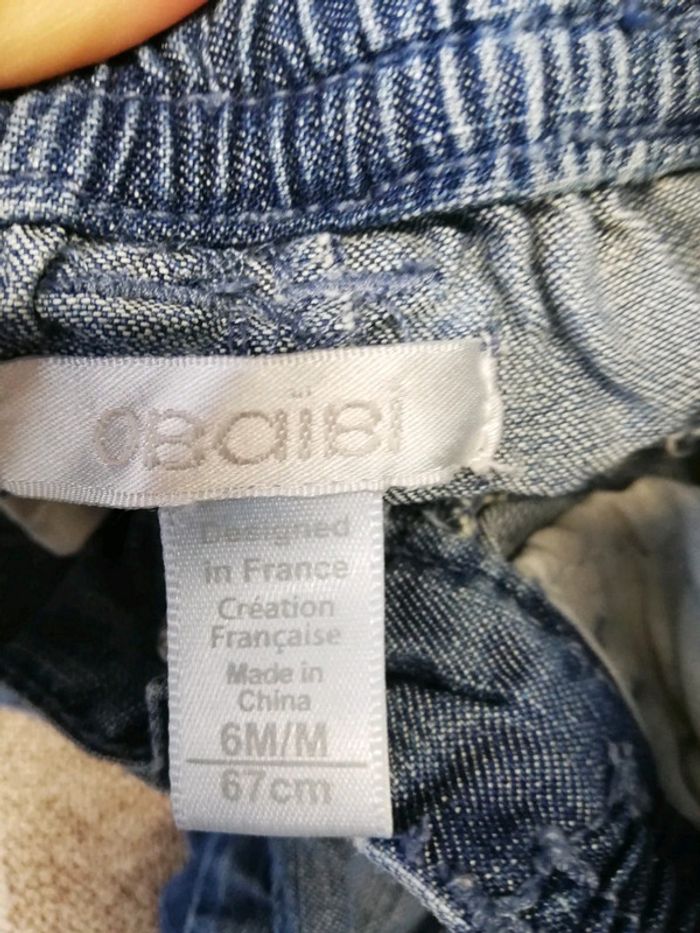 obaïbi
Designed
in France
Création
Française
Made in
China
6M/M
67cm